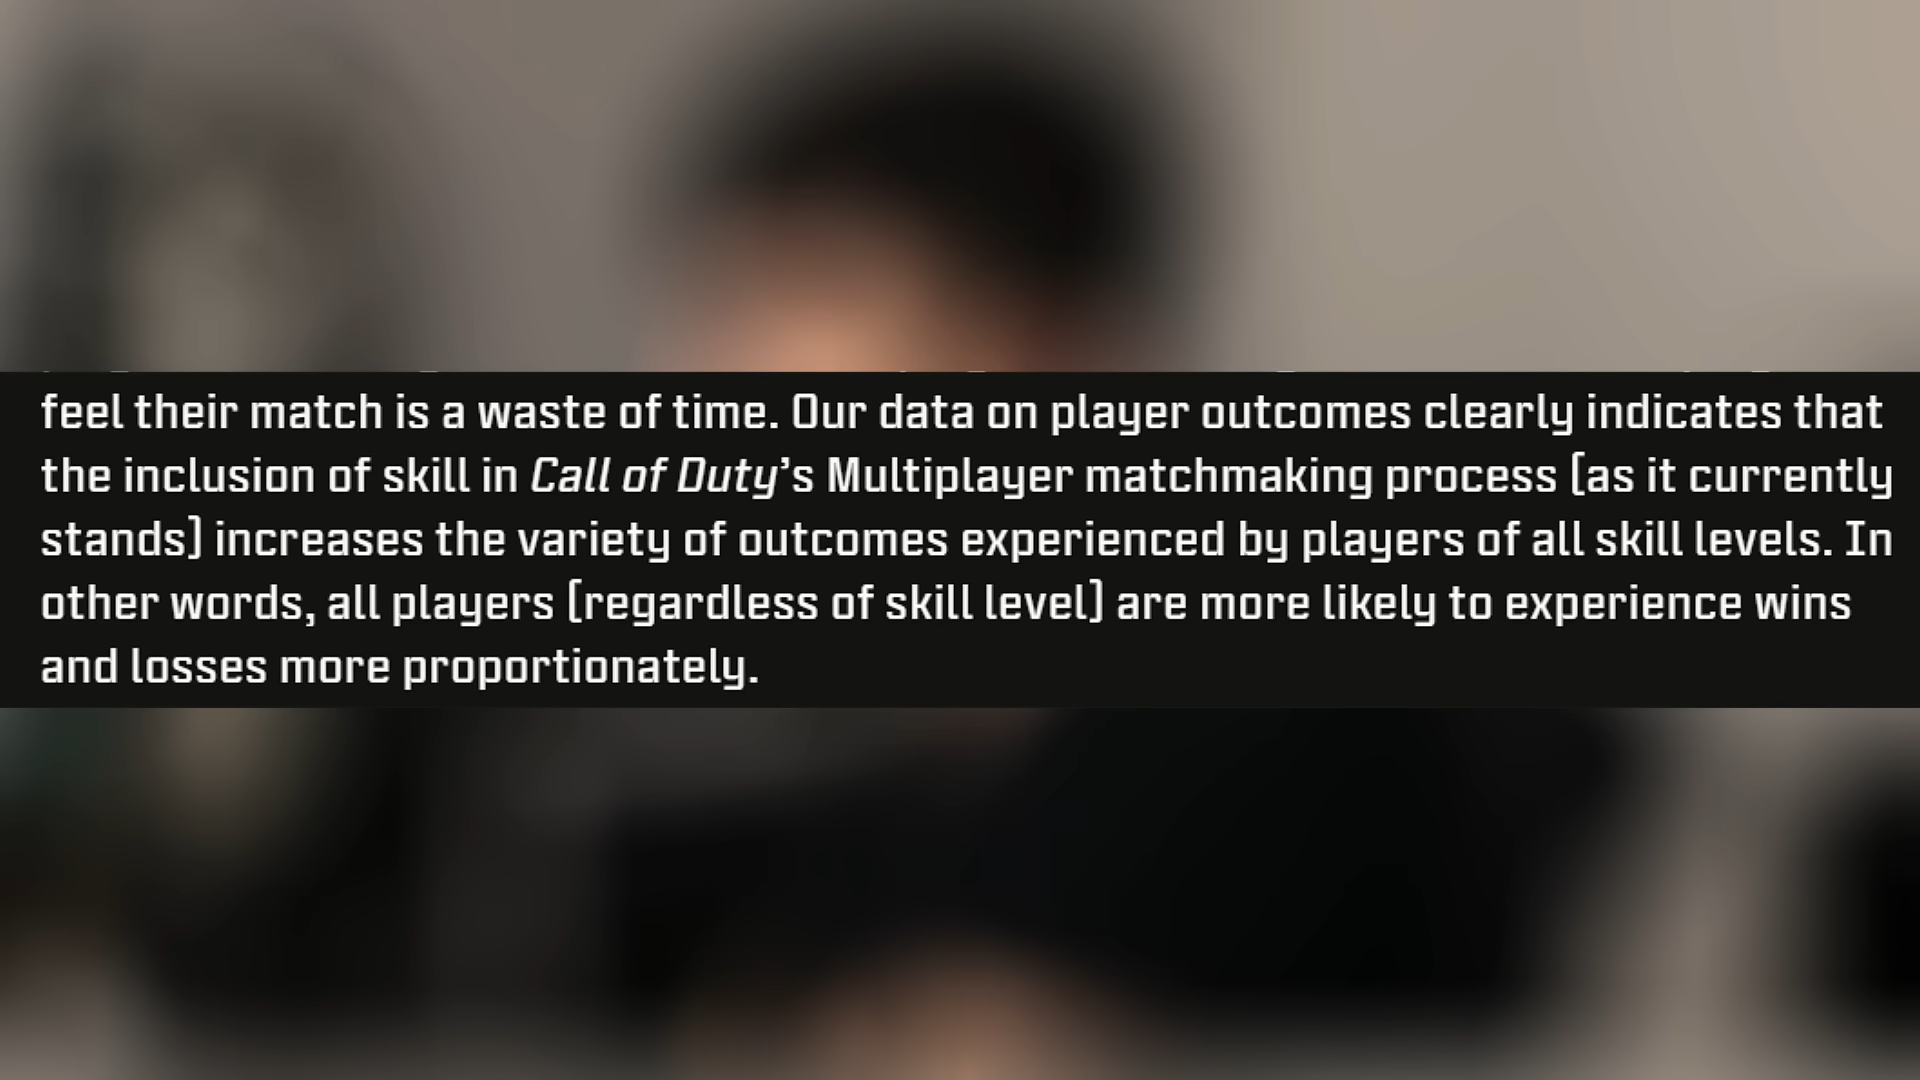 feel their match is a waste of time. Our data on player outcomes clearly indicates that
the inclusion of skill in Call of Duty’s Multiplayer matchmaking process (as it currently
stands) increases the variety of outcomes experienced by players of all skill levels. In
other words, all players (regardless of skill level) are more likely to experience wins
and losses more proportionately.